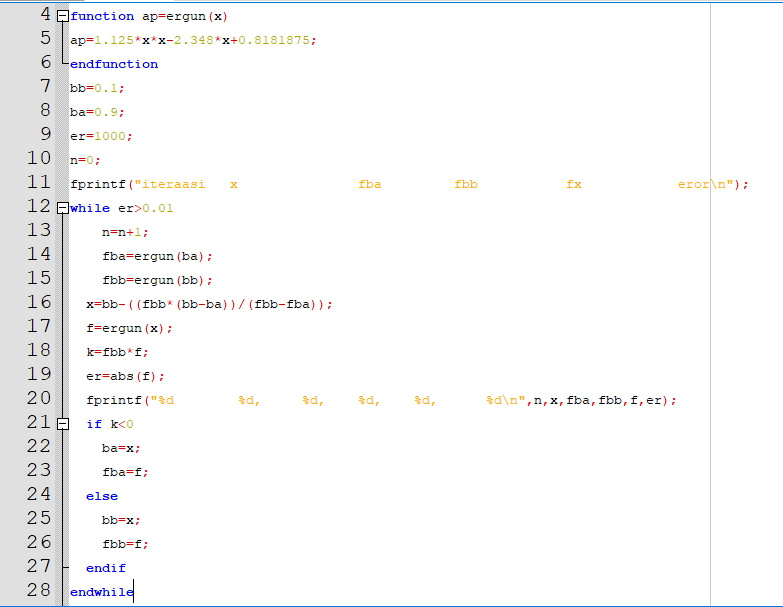 4 function ap=ergun(x)
5 ap=1.125*x*x-2.348*x+0.8181875;
6 endfunction
7 bb=0.1;
8 ba=0.9;
9 er=1000;
10 n=0;
11 fprintf("iteraasi   x               fba         fbb           fx            eror\n");
12 while er>0.01
13     n=n+1;
14     fba=ergun(ba);
15     fbb=ergun(bb);
16   x=bb-((fbb*(bb-ba))/(fbb-fba));
17   f=ergun(x);
18   k=fbb*f;
19   er=abs(f);
20   fprintf("%d        %d,     %d,    %d,    %d,      %d\n",n,x,fba,fbb,f,er);
21   if k<0
22     ba=x;
23     fba=f;
24   else
25     bb=x;
26     fbb=f;
27   endif
28 endwhile